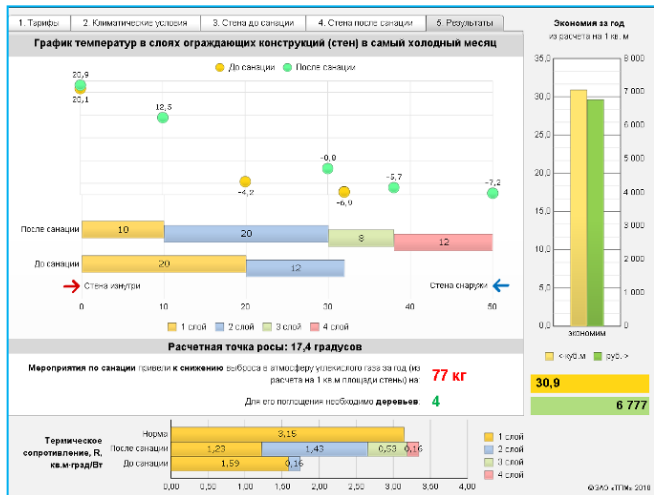 1. Тарифы
2. Климатические условия
3. Стена до санации
4. Стена после санации
5. Результаты
График температур в слоях ограждающих конструкций (стен) в самый холодный месяц
До санации После санации
20,9
20,1
12,5
-4,2
-0,0
-6,0
-5,7
-7,2
После санации 10 20 8 12
До санации 20 12
Стена изнутри Стена снаружи
0 10 20 30 40 50
1 слой 2 слой 3 слой 4 слой
Расчетная точка росы: 17,4 градусов
Мероприятия по санации привели к снижению выброса в атмосферу углекислого газа за год (из
расчета на 1 кв.м площади стены) на:
77 кг
Для его поглощения необходимо деревьев:
4
Термическое
сопротивление, R,
кв.м·град/Вт
Норма 3,15
После санации 1,23 1,43 0,53 0,16
До санации 1,59 0,16
0,00 0,50 1,00 1,50 2,00 2,50 3,00 3,50 4,00
1 слой
2 слой
3 слой
4 слой
Экономия за год
из расчета на 1 кв. м
35,0 8 000
30,0 7 000
25,0 6 000
20,0 5 000
15,0 4 000
10,0 3 000
5,0 2 000
0,0 1 000
0
экономим
< куб.м руб. >
30,9
6 777
©ЗАО «ТПМ» 2018